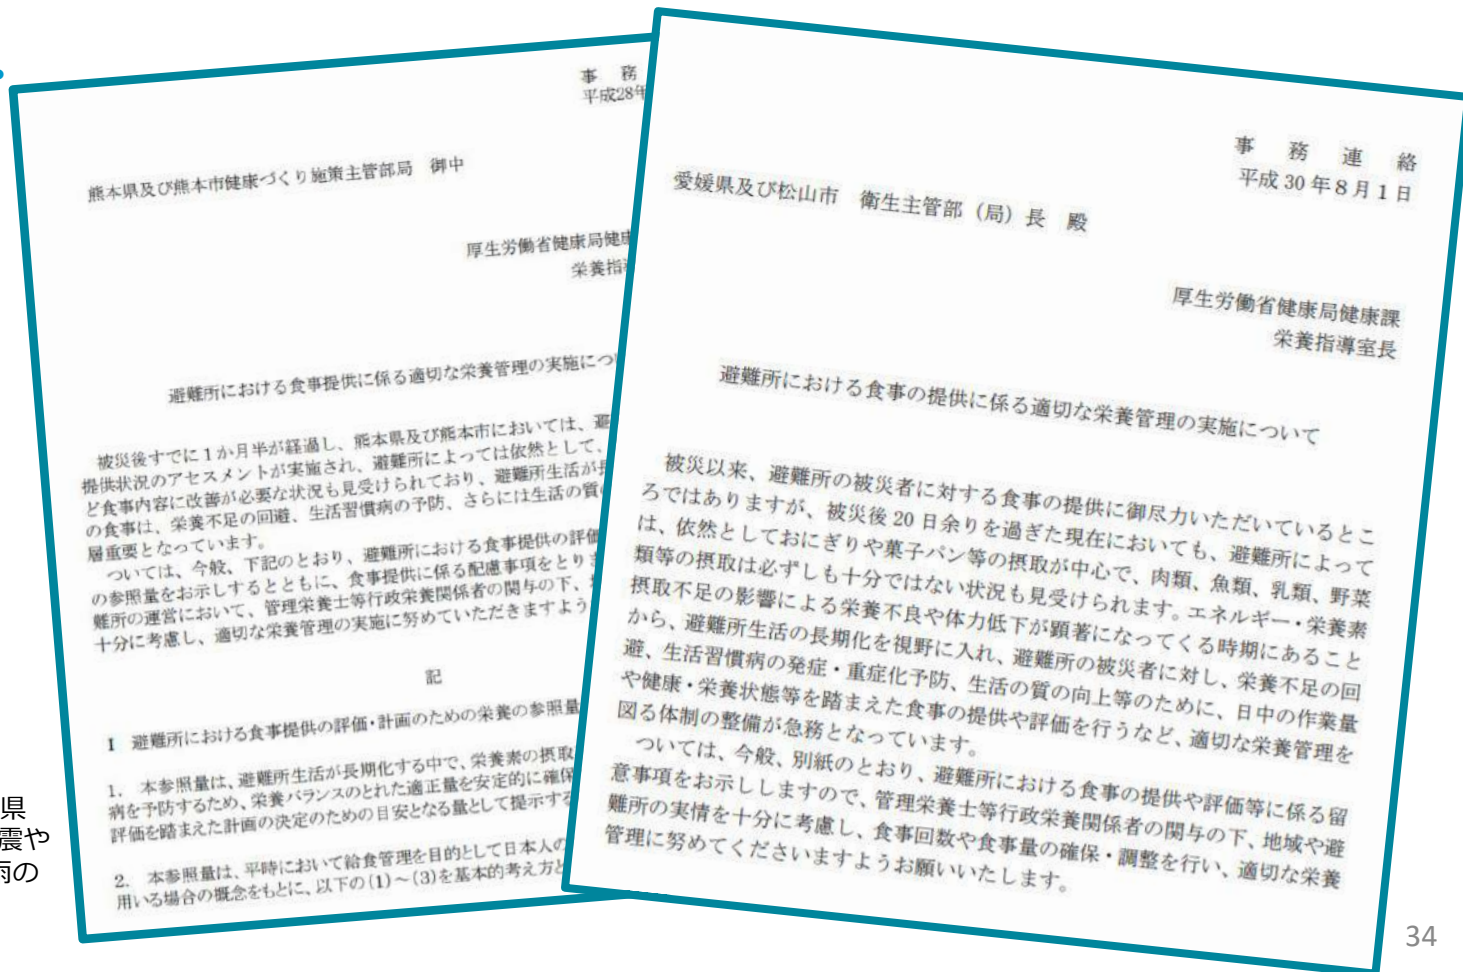 事　務
平成28年
熊本県及び熊本市健康づくり施策主管部局　御中
厚生労働省健康局健康
栄養指導
避難所における食事提供に係る適切な栄養管理の実施につ
被災後すでに1か月半が経過し、熊本県及び熊本市においては、避
提供状況のアセスメントが実施され、避難所によっては依然として、
ど食事内容に改善が必要な状況も見受けられており、避難所生活が長
の食事は、栄養不足の回避、生活習慣病の予防、さらには生活の質の
層重要となっています。
ついては、今般、下記のとおり、避難所における食事提供の評価
の参照量をお示しするとともに、食事提供に係る配慮事項をとりま
難所の運営において、管理栄養士等行政栄養関係者の関与の下、
十分に考慮し、適切な栄養管理の実施に努めていただきますよう
記
1　避難所における食事提供の評価・計画のための栄養の参照量
1.　本参照量は、避難所生活が長期化する中で、栄養素の摂取
病を予防するため、栄養バランスのとれた適正量を安定的に確保
評価を踏まえた計画の決定のための目安となる量として提示する
2.　本参照量は、平時において給食管理を目的として日本人の
用いる場合の概念をもとに、以下の(1)～(3)を基本的考え方と
事　務　連　絡
平成30年8月1日
愛媛県及び松山市　衛生主管部（局）長　殿
厚生労働省健康局健康課
栄養指導室長
避難所における食事の提供に係る適切な栄養管理の実施について
被災以来、避難所の被災者に対する食事の提供に御尽力いただいているとこ
ろではありますが、被災後20日余りを過ぎた現在においても、避難所によって
は、依然としておにぎりや菓子パン等の摂取が中心で、肉類、魚類、乳類、野菜
類等の摂取は必ずしも十分ではない状況も見受けられます。エネルギー・栄養素
摂取不足の影響による栄養不良や体力低下が顕著になってくる時期にあること
から、避難所生活の長期化を視野に入れ、避難所の被災者に対し、栄養不足の回
避、生活習慣病の発症・重症化予防、生活の質の向上等のために、日中の作業量
や健康・栄養状態等を踏まえた食事の提供や評価を行うなど、適切な栄養管理を
図る体制の整備が急務となっています。
ついては、今般、別紙のとおり、避難所における食事の提供や評価等に係る留
意事項をお示ししますので、管理栄養士等行政栄養関係者の関与の下、地域や避
難所の実情を十分に考慮し、食事回数や食事量の確保・調整を行い、適切な栄養
管理に努めてくださいますようお願いいたします。
県
震や
雨の
34